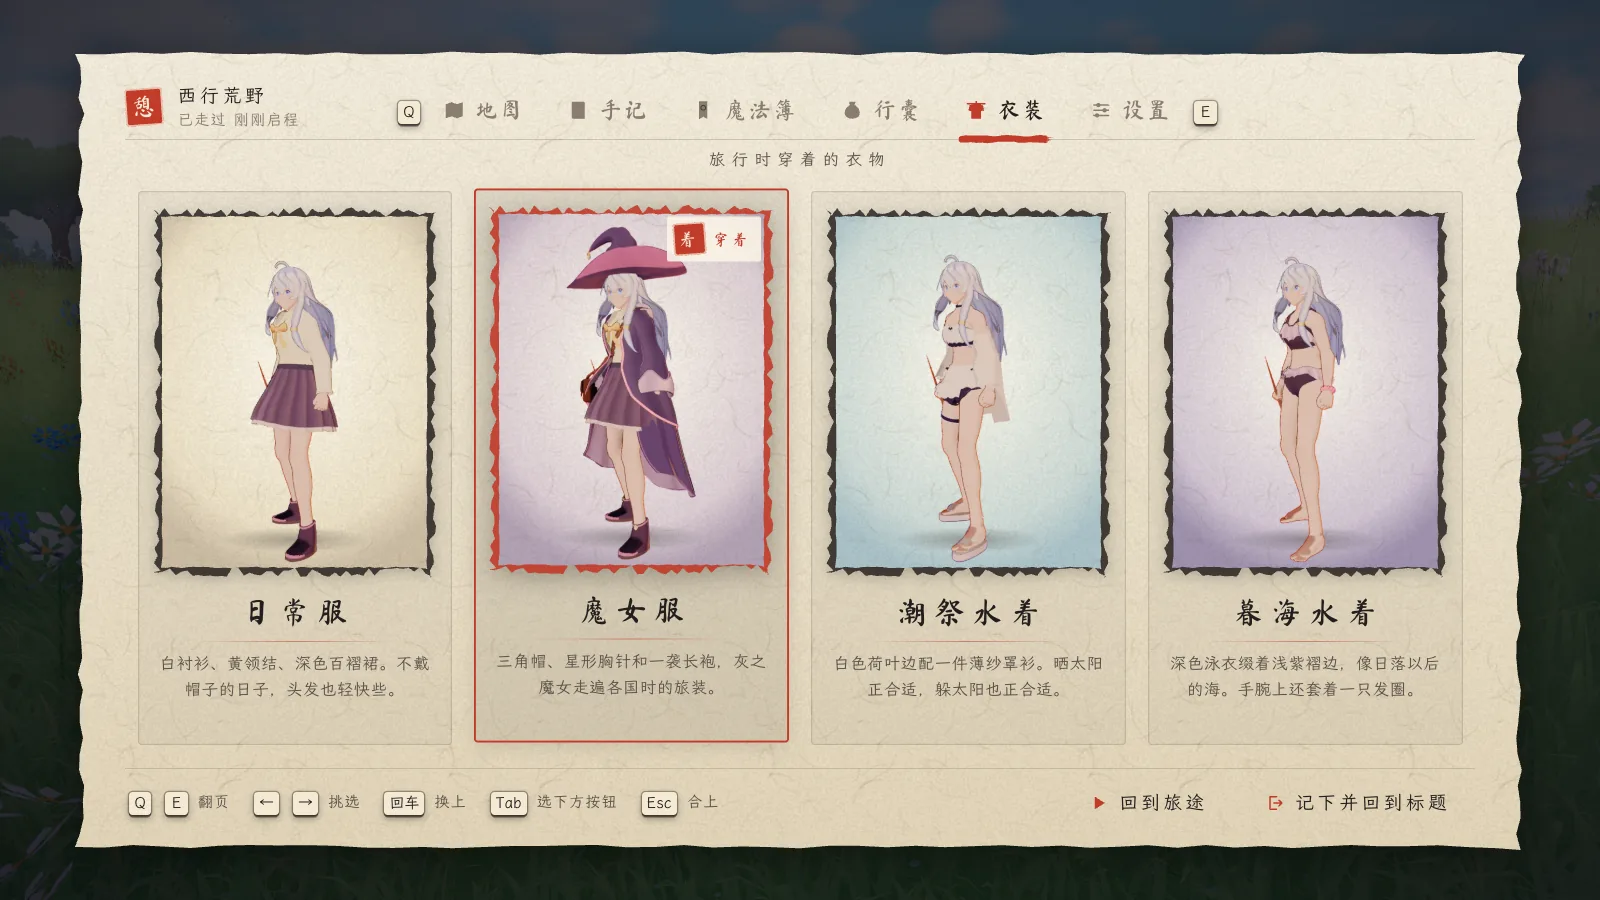 憩
西行荒野
已走过 刚刚启程
Q 地图 手记 魔法簿 行囊 衣装 设置 E
旅行时穿着的衣物
着 穿着
日常服
白衬衫、黄领结、深色百褶裙。不戴
帽子的日子，头发也轻快些。
魔女服
三角帽、星形胸针和一袭长袍，灰之
魔女走遍各国时的旅装。
潮祭水着
白色荷叶边配一件薄纱罩衫。晒太阳
正合适，躲太阳也正合适。
暮海水着
深色泳衣缀着浅紫褶边，像日落以后
的海。手腕上还套着一只发圈。
Q E 翻页 ← → 挑选 回车 换上 Tab 选下方按钮 Esc 合上
回到旅途 记下并回到标题